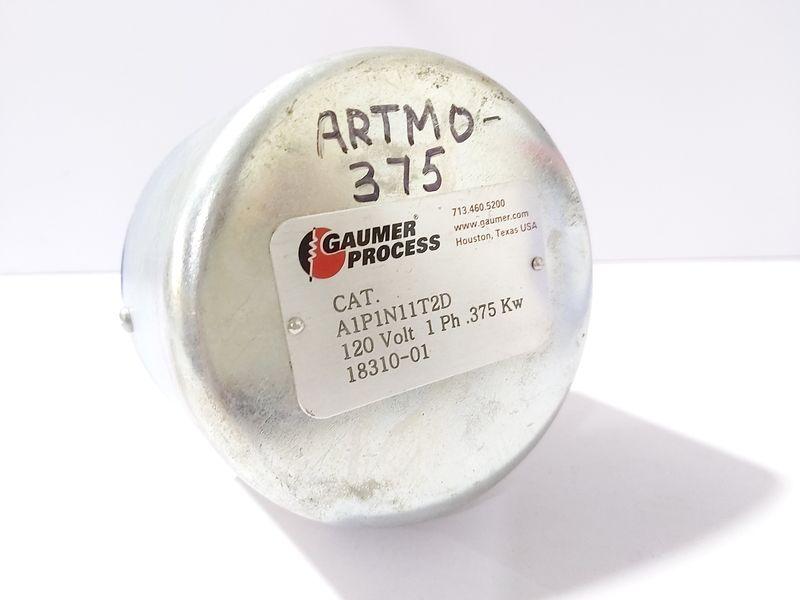 ARTMO-
375
GAUMER®
PROCESS
713.460.5200
www.gaumer.com
Houston, Texas USA
CAT.
A1P1N11T2D
120 Volt 1 Ph .375 Kw
18310-01